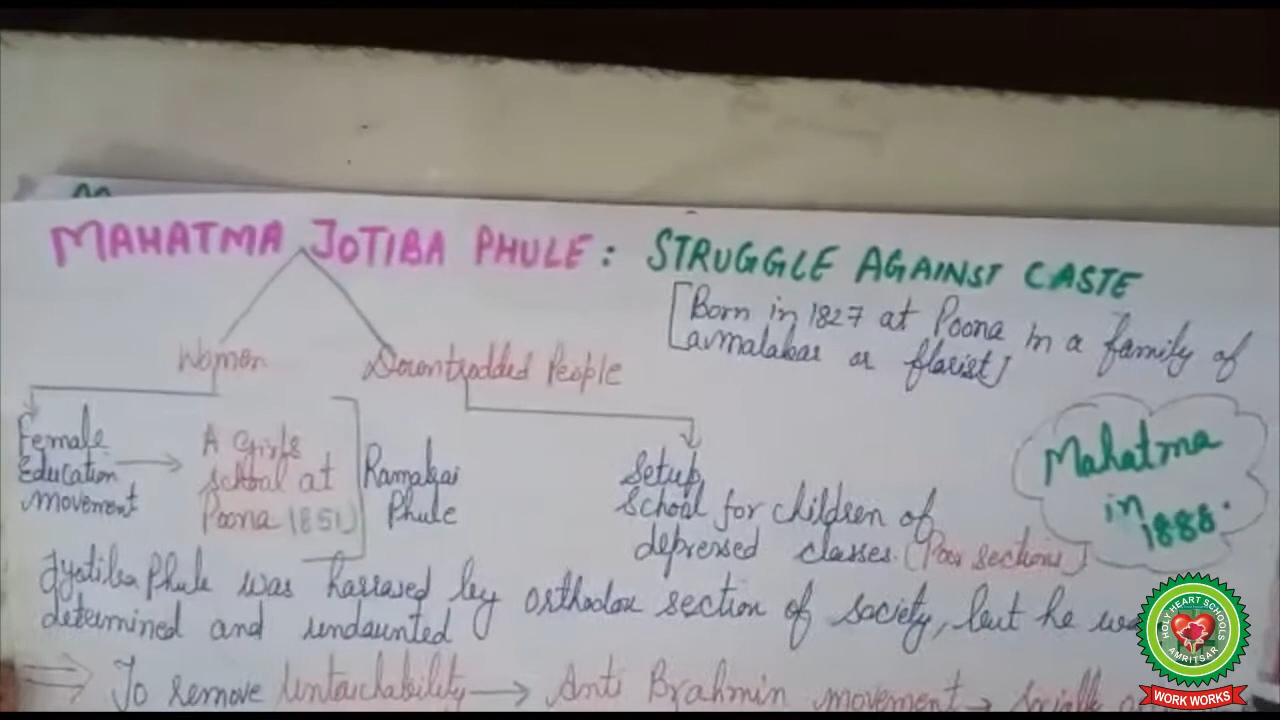 MAHATMA JOTIBA PHULE : STRUGGLE AGAINST CASTE
[Born in 1827 at Poona in a family of
avmalabar or florist]
Women
Downtrodded People
Female
Education
movement
A Girls
school at
Poona 1851)
Ramabai
Phule
Setup
School for children of
depressed classes. (Poor sections)
Mahatma
in
1888.
Jyotiba Phule was harrased by orthodox section of society, but he
determined and undaunted
To remove Untouchability → Anti Brahmin movement →
HOLY HEART SCHOOLS
AMRITSAR
WORK WORKS